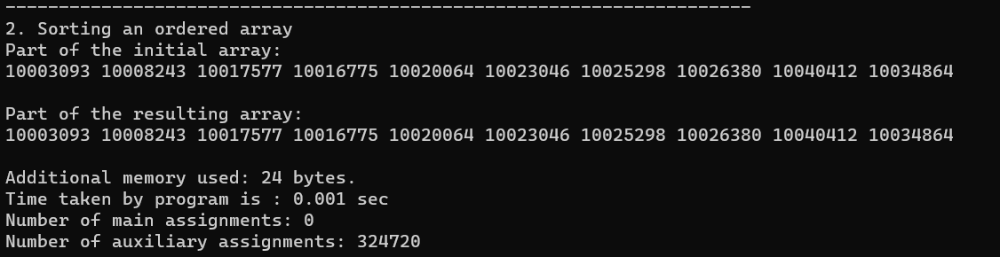 ----------------------------------------------------------------------
2. Sorting an ordered array
Part of the initial array:
10003093 10008243 10017577 10016775 10020064 10023046 10025298 10026380 10040412 10034864
Part of the resulting array:
10003093 10008243 10017577 10016775 10020064 10023046 10025298 10026380 10040412 10034864
Additional memory used: 24 bytes.
Time taken by program is : 0.001 sec
Number of main assignments: 0
Number of auxiliary assignments: 324720